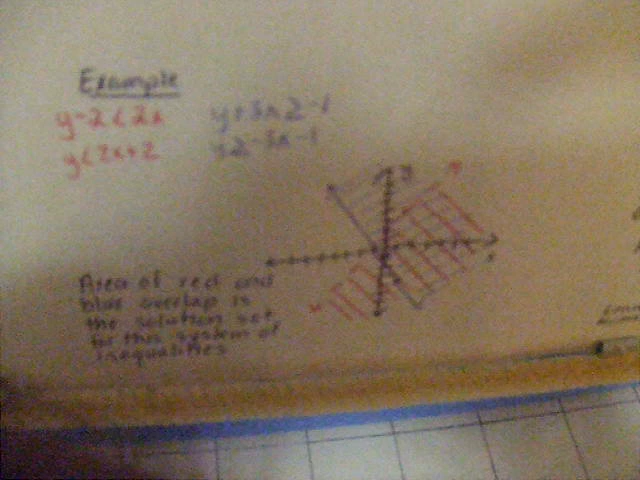 Example
y-2<2x
y<2x+2
y+3x≥-1
y≥-3x-1
y
x
Area of red and
blue overlap is
the solution set
for this system of
inequalities